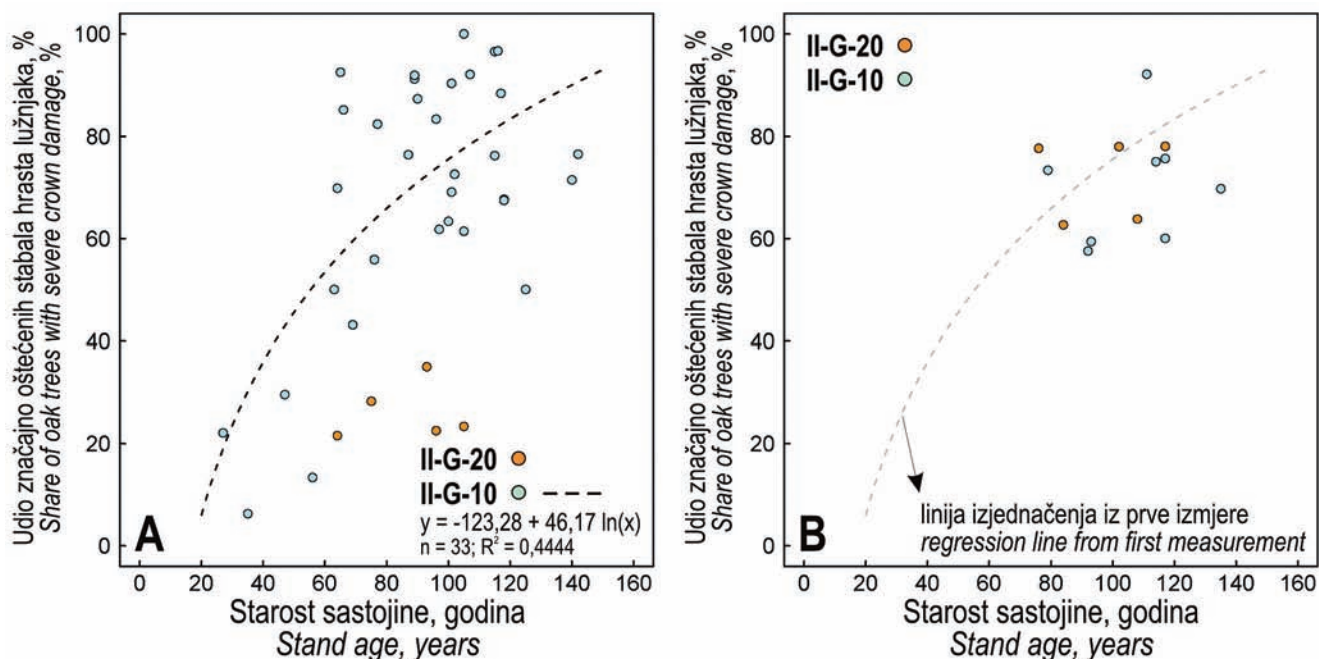 Udio značajno oštećenih stabala hrasta lužnjaka, %
Share of oak trees with severe crown damage, %
100
80
60
40
20
0
II-G-20
II-G-10
y = -123,28 + 46,17 ln(x)
n = 33; R² = 0,4444
A
0 20 40 60 80 100 120 140 160
Starost sastojine, godina
Stand age, years
Udio značajno oštećenih stabala hrasta lužnjaka, %
Share of oak trees with severe crown damage, %
100
80
60
40
20
0
II-G-20
II-G-10
linija izjednačenja iz prve izmjere
regression line from first measurement
B
0 20 40 60 80 100 120 140 160
Starost sastojine, godina
Stand age, years